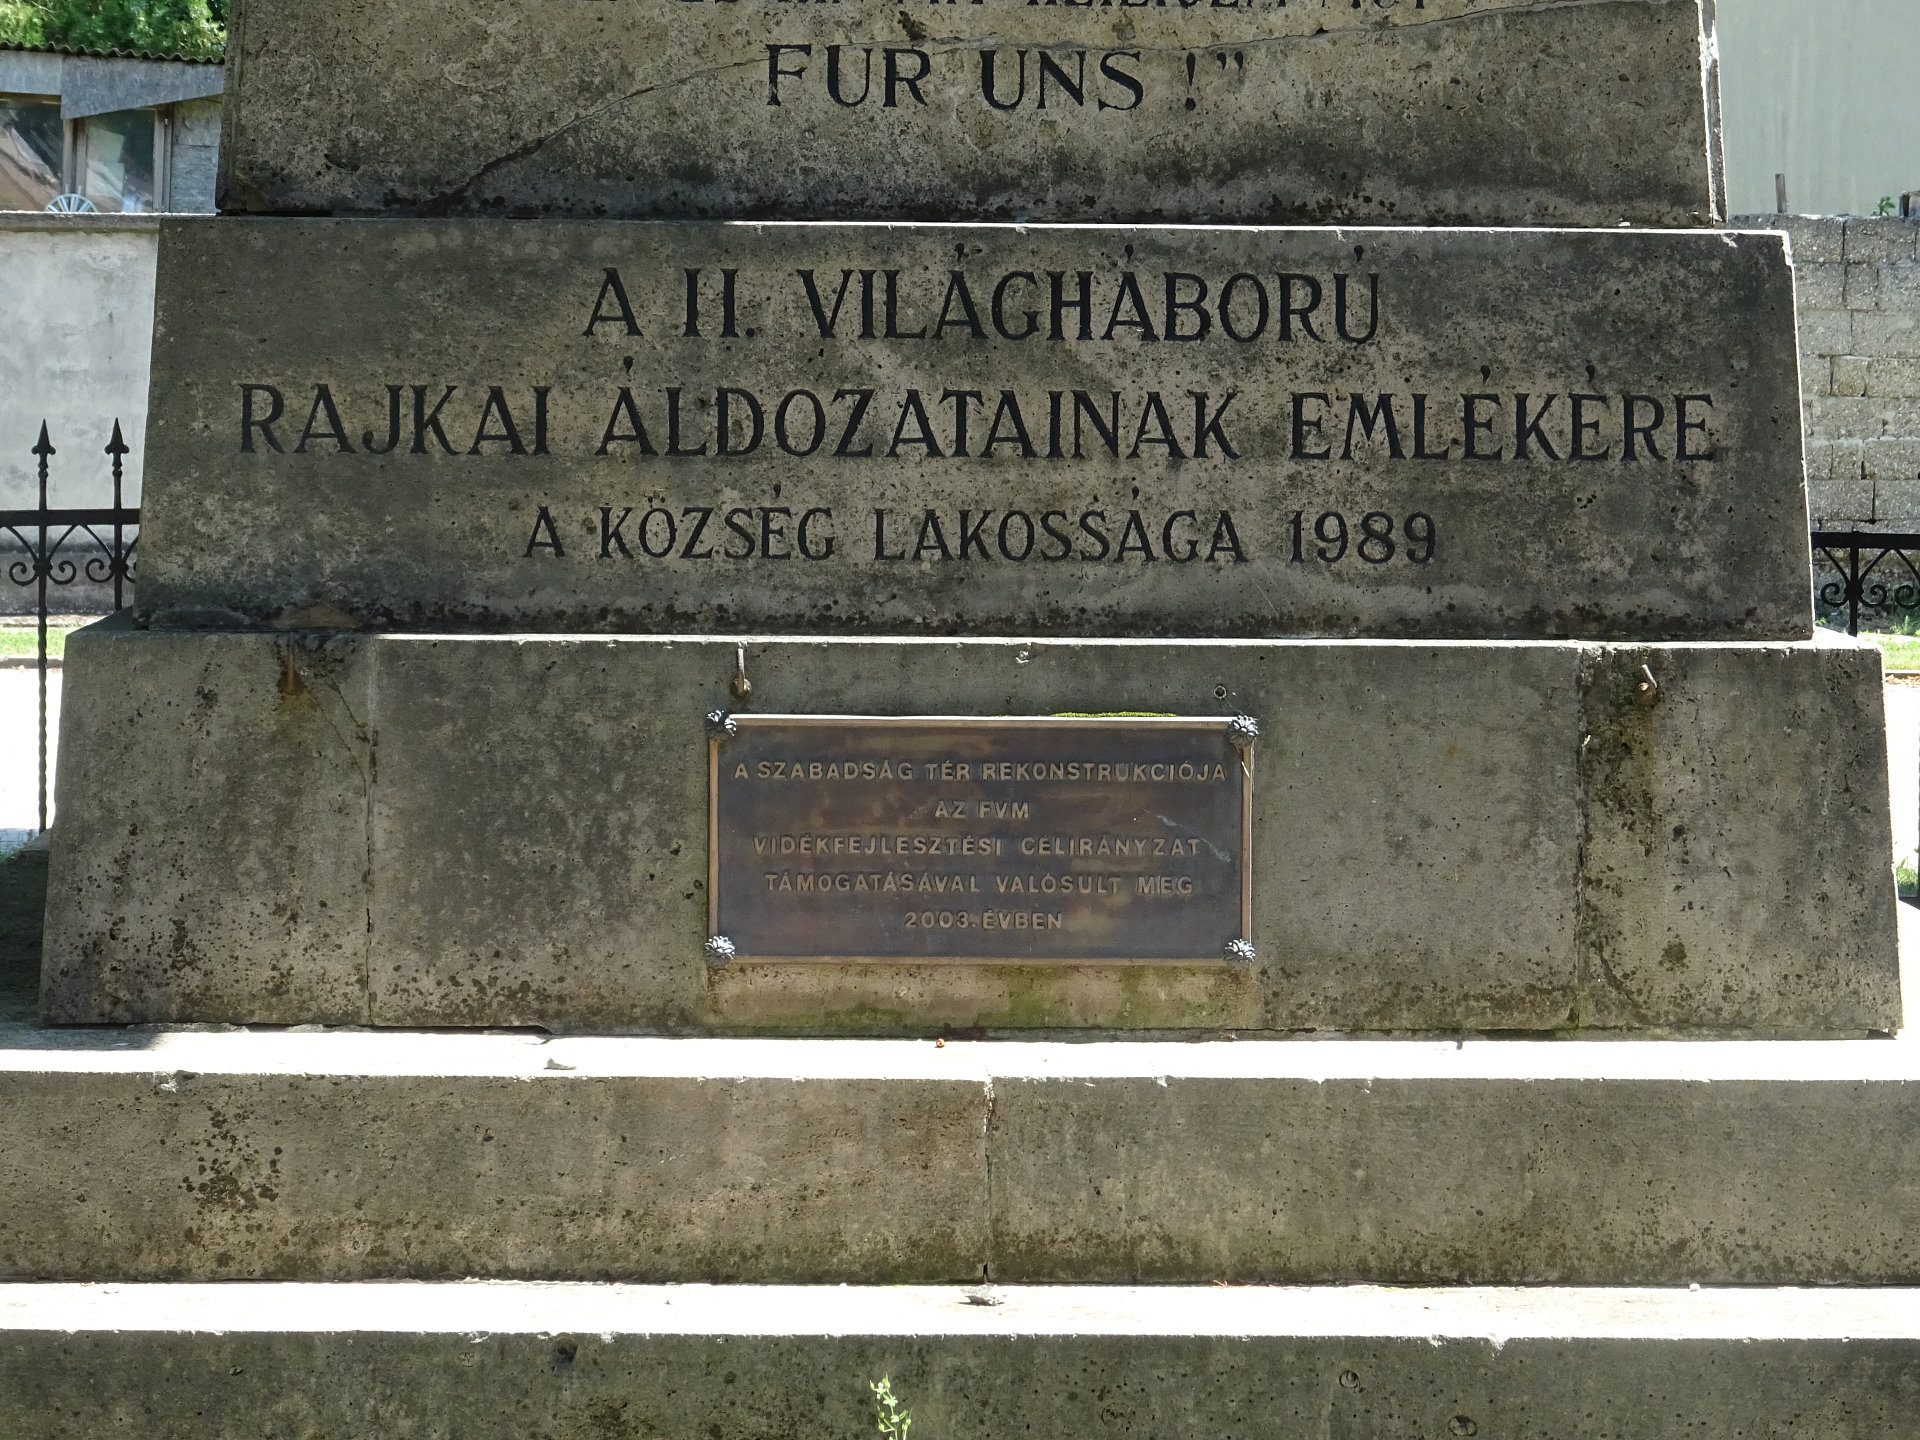 FUR UNS!”
A II. VILÁGHÁBORÚ
RAJKAI ÁLDOZATAINAK EMLÉKÉRE
A KÖZSÉG LAKOSSÁGA 1989
A SZABADSÁG TÉR REKONSTRUKCIÓJA
AZ FVM
VIDÉKFEJLESZTÉSI CÉLIRÁNYZAT
TÁMOGATÁSÁVAL VALÓSULT MEG
2003. ÉVBEN